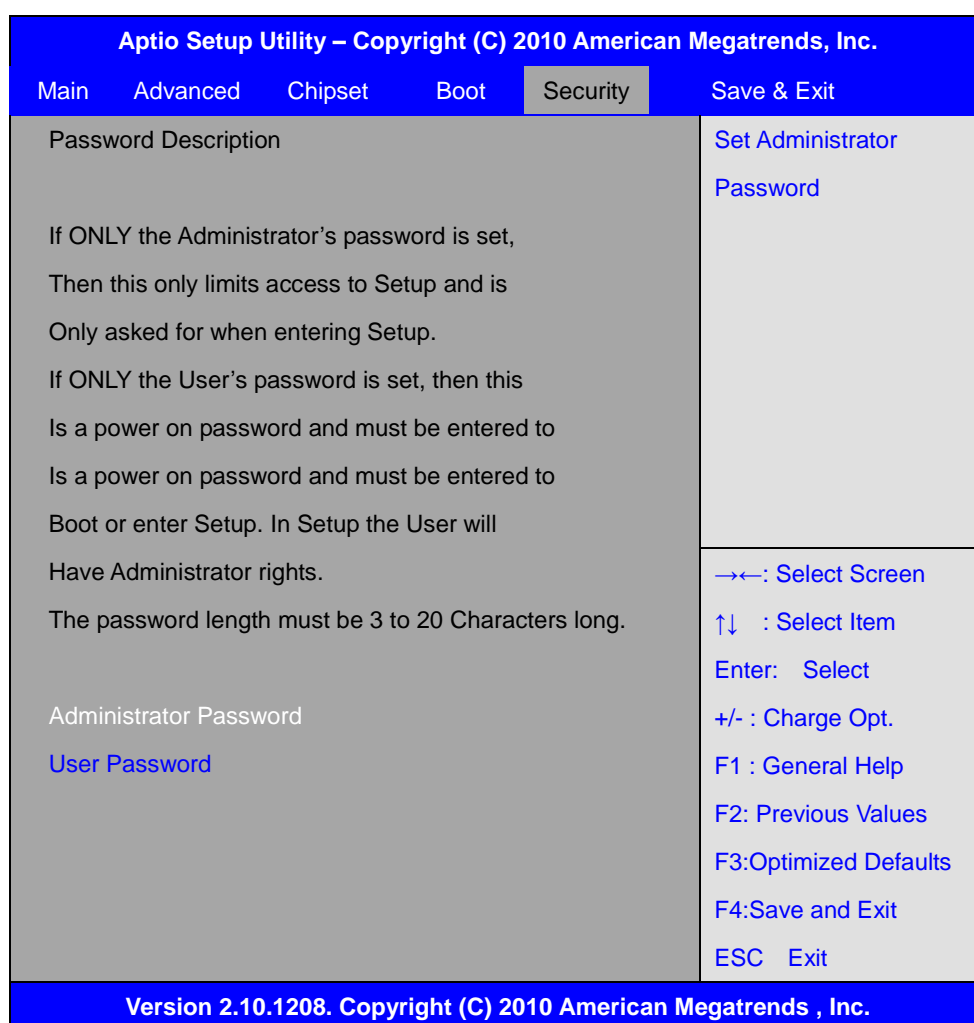 Aptio Setup Utility – Copyright (C) 2010 American Megatrends, Inc.
Main Advanced Chipset Boot Security Save & Exit
Password Description
If ONLY the Administrator’s password is set,
Then this only limits access to Setup and is
Only asked for when entering Setup.
If ONLY the User’s password is set, then this
Is a power on password and must be entered to
Is a power on password and must be entered to
Boot or enter Setup. In Setup the User will
Have Administrator rights.
The password length must be 3 to 20 Characters long.
Administrator Password
User Password
Set Administrator
Password
→←: Select Screen
↑↓ : Select Item
Enter: Select
+/- : Charge Opt.
F1 : General Help
F2: Previous Values
F3:Optimized Defaults
F4:Save and Exit
ESC Exit
Version 2.10.1208. Copyright (C) 2010 American Megatrends , Inc.